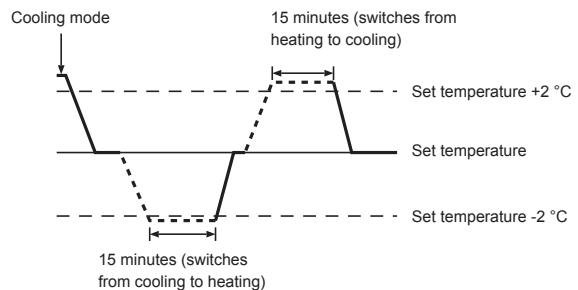 Cooling mode
15 minutes (switches from
heating to cooling)
Set temperature +2 °C
Set temperature
Set temperature -2 °C
15 minutes (switches
from cooling to heating)